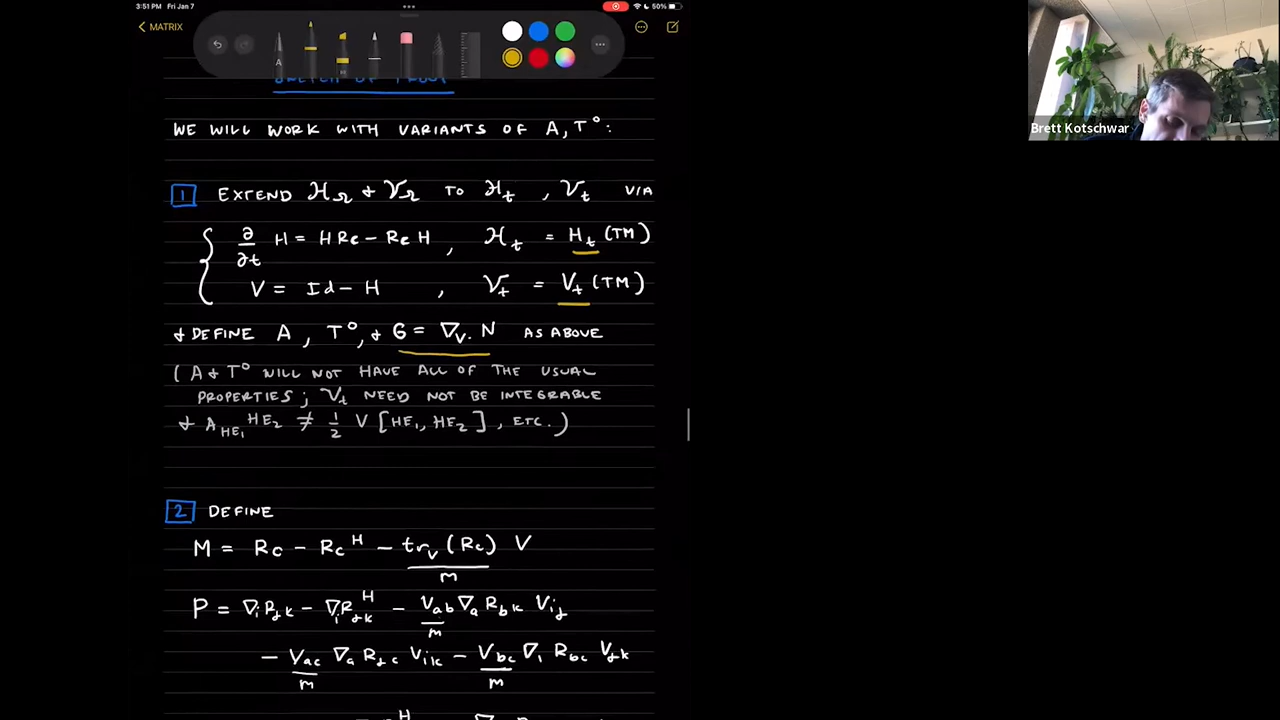 3:51 PM Fri Jan 7
50%
MATRIX
SKETCH OF PROOF
WE WILL WORK WITH VARIANTS OF A, T°:
1 EXTEND ℋ_Ω & 𝒱_Ω TO ℋ_t, 𝒱_t VIA
∂/∂t H = H Rc - Rc H, ℋ_t = H_t (TM)
V = Id - H, 𝒱_t = V_t (TM)
& DEFINE A, T°, & G = ∇_V. N AS ABOVE
(A & T° WILL NOT HAVE ALL OF THE USUAL
PROPERTIES; 𝒱_t NEED NOT BE INTEGRABLE
& A_{HE_1} HE_2 ≠ 1/2 V [HE_1, HE_2], ETC.)
2 DEFINE
M = Rc - Rc^H - tr_V (Rc)/m V
P = ∇_i R_jk - ∇_i R_jk^H - V_ab/m ∇_a R_bk V_ij
- V_ac/m ∇_a R_jc V_ik - V_bc/m ∇_i R_bc V_jk
Brett Kotschwar